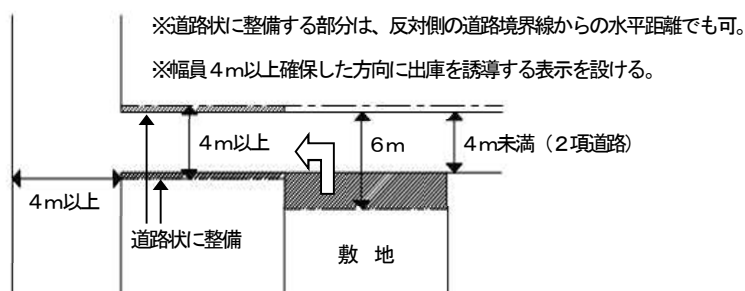 ※道路状に整備する部分は、反対側の道路境界線からの水平距離でも可。
※幅員４ｍ以上確保した方向に出庫を誘導する表示を設ける。
４ｍ以上
６ｍ
４ｍ未満（２項道路）
４ｍ以上
道路状に整備
敷　地